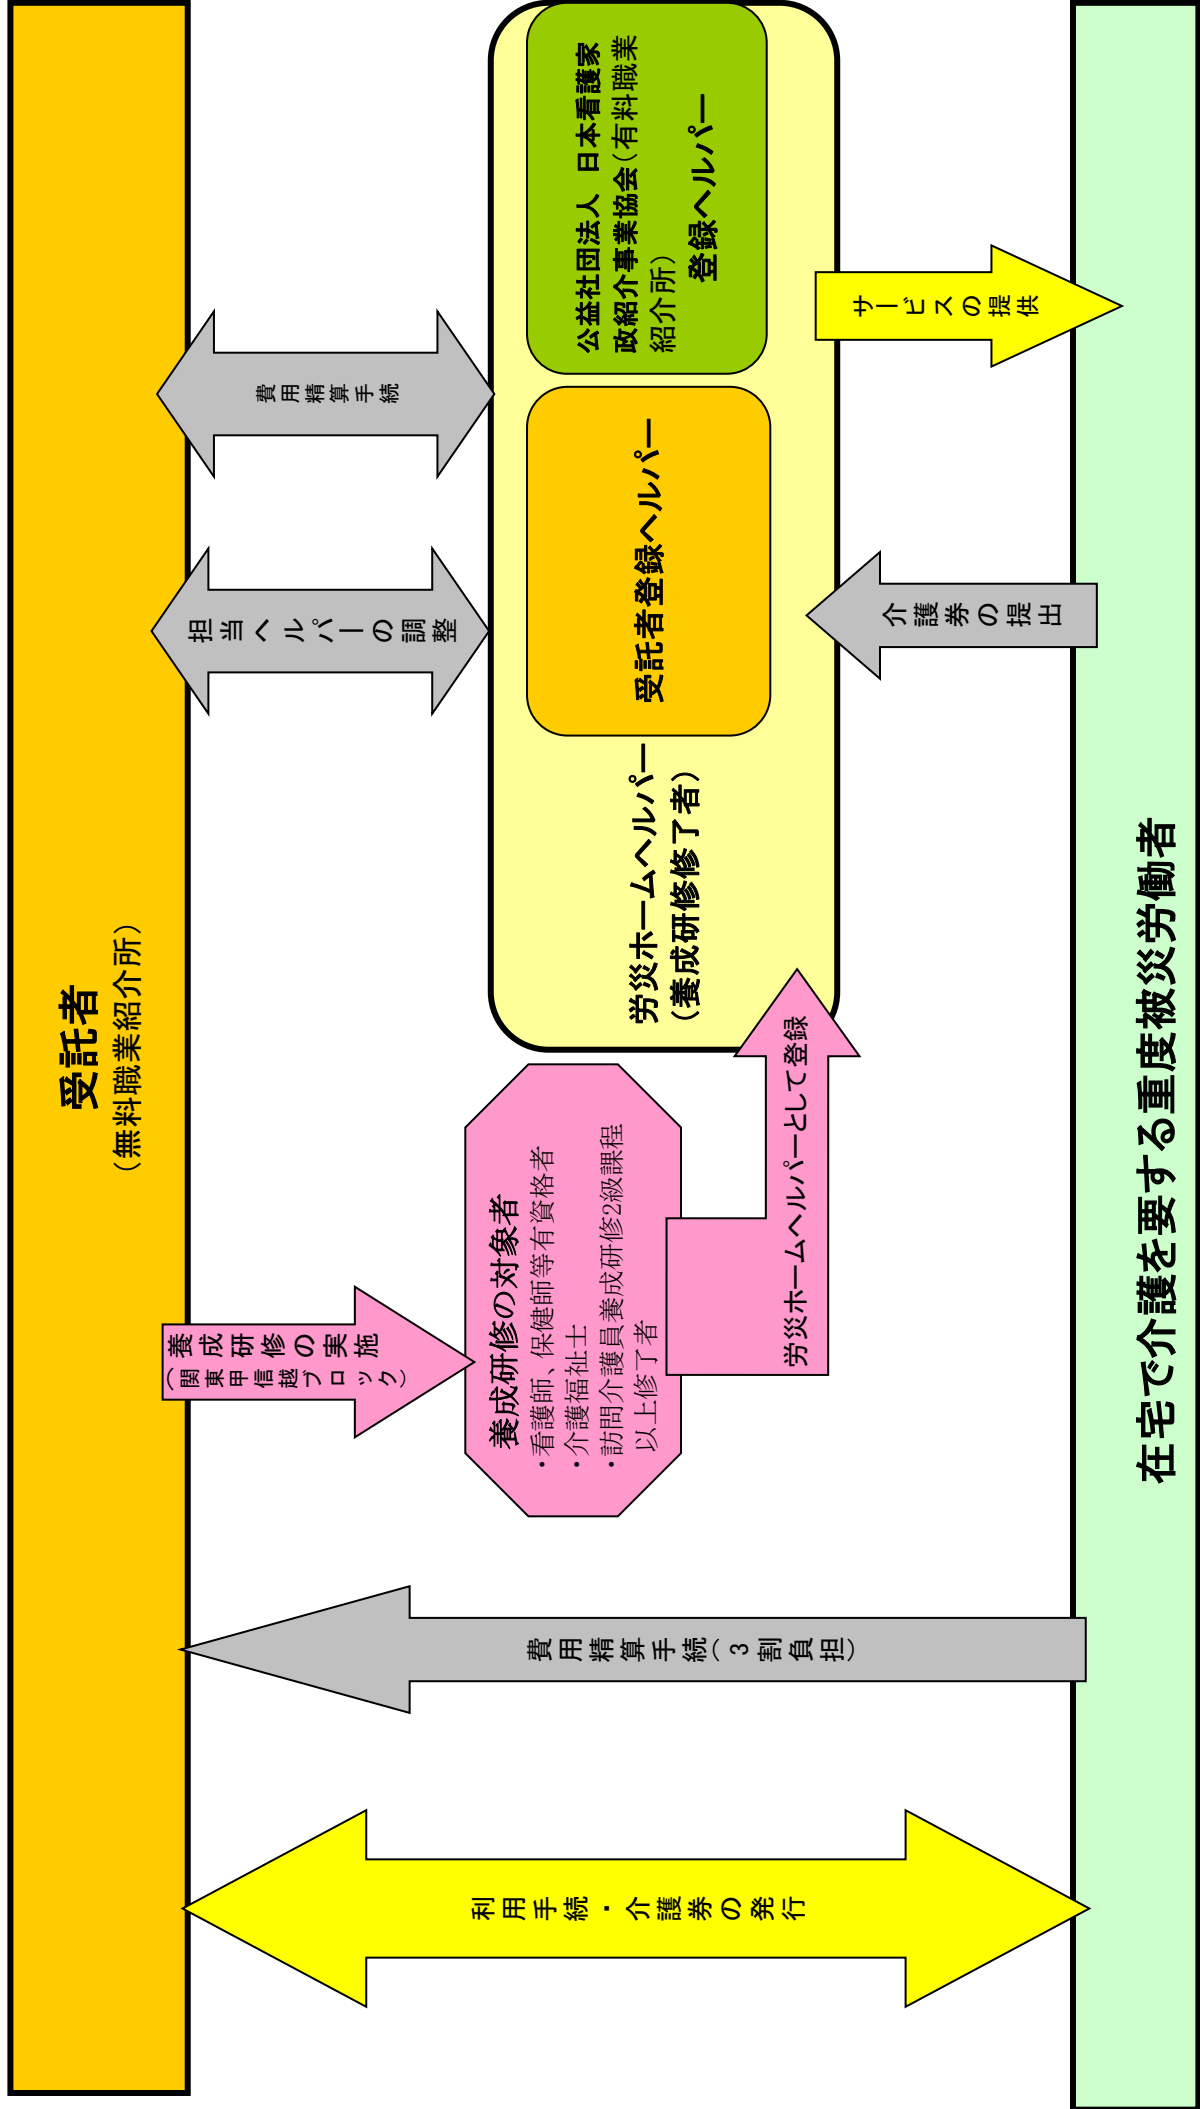 受託者
（無料職業紹介所）
利用手続・介護券の発行
費用精算手続（３割負担）
養成研修の実施
（関東甲信越ブロック）
担当ヘルパーの調整
費用精算手続
養成研修の対象者
・看護師、保健師等有資格者
・介護福祉士
・訪問介護員養成研修2級課程
以上修了者
労災ホームヘルパーとして登録
労災ホームヘルパー
（養成研修修了者）
受託者登録ヘルパー
公益社団法人 日本看護家
政紹介事業協会（有料職業
紹介所）
登録ヘルパー
介護券の提出
サービスの提供
在宅で介護を要する重度被災労働者